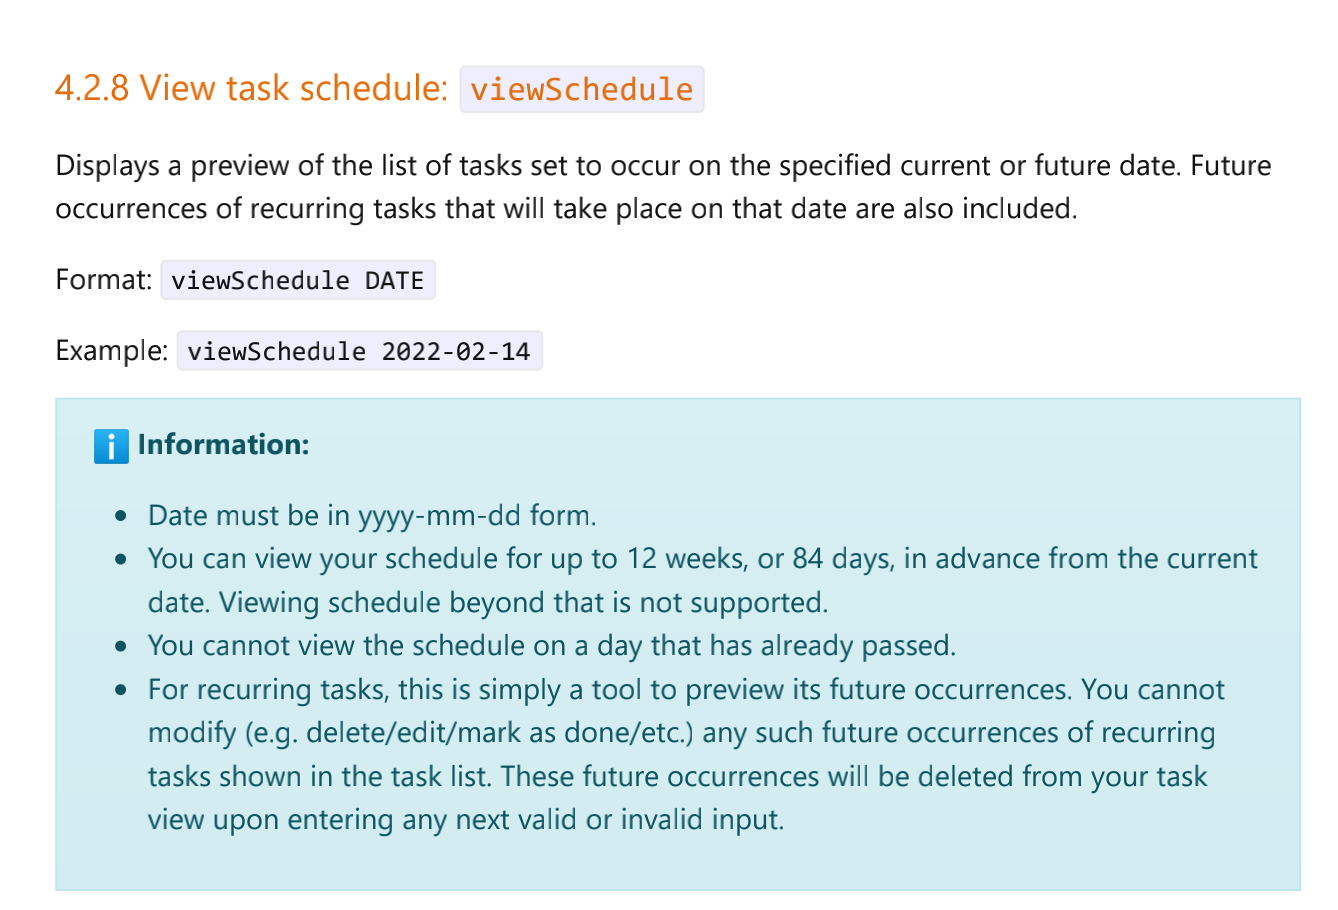 4.2.8 View task schedule: viewSchedule
Displays a preview of the list of tasks set to occur on the specified current or future date. Future
occurrences of recurring tasks that will take place on that date are also included.
Format: viewSchedule DATE
Example: viewSchedule 2022-02-14
i Information:
• Date must be in yyyy-mm-dd form.
• You can view your schedule for up to 12 weeks, or 84 days, in advance from the current
date. Viewing schedule beyond that is not supported.
• You cannot view the schedule on a day that has already passed.
• For recurring tasks, this is simply a tool to preview its future occurrences. You cannot
modify (e.g. delete/edit/mark as done/etc.) any such future occurrences of recurring
tasks shown in the task list. These future occurrences will be deleted from your task
view upon entering any next valid or invalid input.